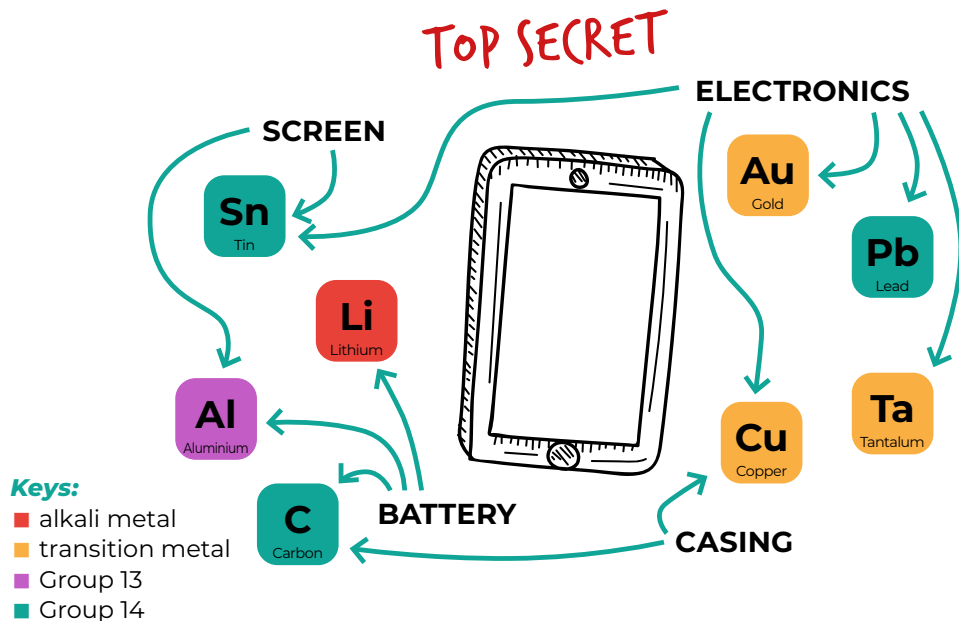 TOP SECRET
ELECTRONICS
SCREEN
Au
Gold
Sn
Tin
Pb
Lead
Li
Lithium
Al
Aluminium
Ta
Tantalum
Cu
Copper
Keys:
alkali metal
transition metal
Group 13
Group 14
C
Carbon
BATTERY
CASING